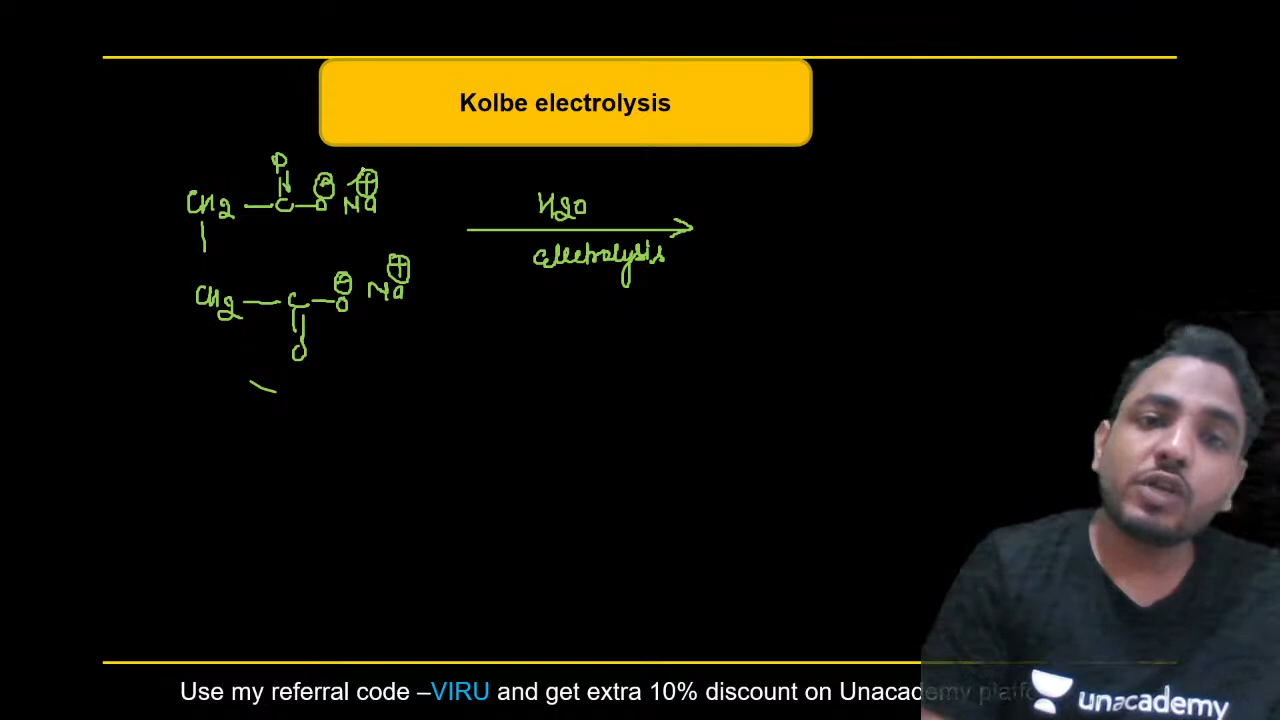 Kolbe electrolysis
O
CH2 — C — O⊖ Na⊕
H2O
electrolysis
CH2 — C — O⊖ Na⊕
O
Use my referral code –VIRU and get extra 10% discount on Unacademy platfo
unacademy